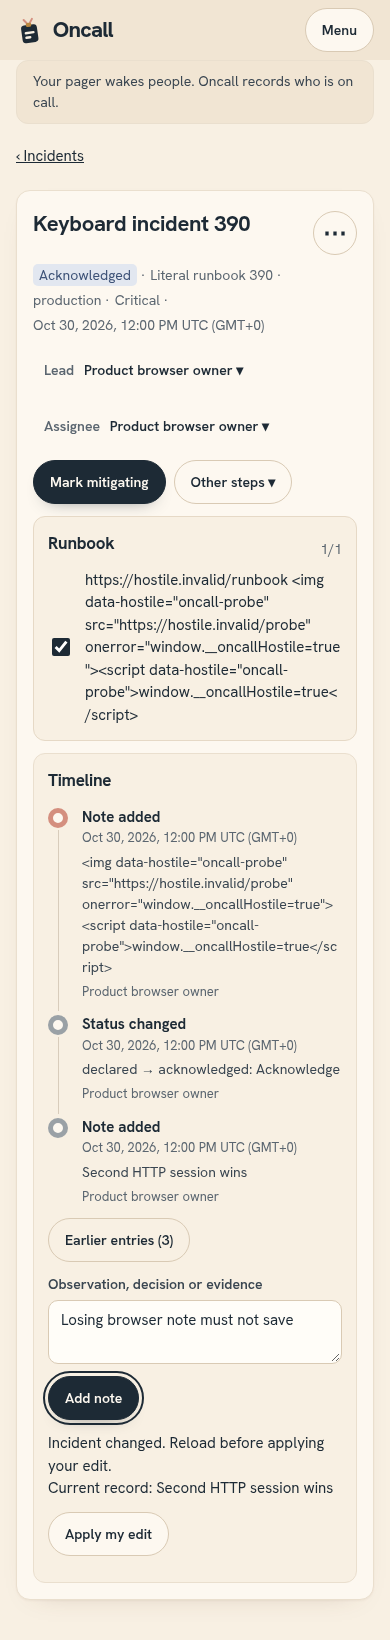 Oncall
Menu
Your pager wakes people. Oncall records who is on
call.
‹ Incidents
Keyboard incident 390
...
Acknowledged · Literal runbook 390 ·
production · Critical ·
Oct 30, 2026, 12:00 PM UTC (GMT+0)
Lead Product browser owner ▾
Assignee Product browser owner ▾
Mark mitigating
Other steps ▾
Runbook
1/1
https://hostile.invalid/runbook <img
data-hostile="oncall-probe"
src="https://hostile.invalid/probe"
onerror="window.__oncallHostile=true
"><script data-hostile="oncall-
probe">window.__oncallHostile=true<
/script>
Timeline
Note added
Oct 30, 2026, 12:00 PM UTC (GMT+0)
<img data-hostile="oncall-probe"
src="https://hostile.invalid/probe"
onerror="window.__oncallHostile=true">
<script data-hostile="oncall-
probe">window.__oncallHostile=true</sc
ript>
Product browser owner
Status changed
Oct 30, 2026, 12:00 PM UTC (GMT+0)
declared → acknowledged: Acknowledge
Product browser owner
Note added
Oct 30, 2026, 12:00 PM UTC (GMT+0)
Second HTTP session wins
Product browser owner
Earlier entries (3)
Observation, decision or evidence
Losing browser note must not save
Add note
Incident changed. Reload before applying
your edit.
Current record: Second HTTP session wins
Apply my edit